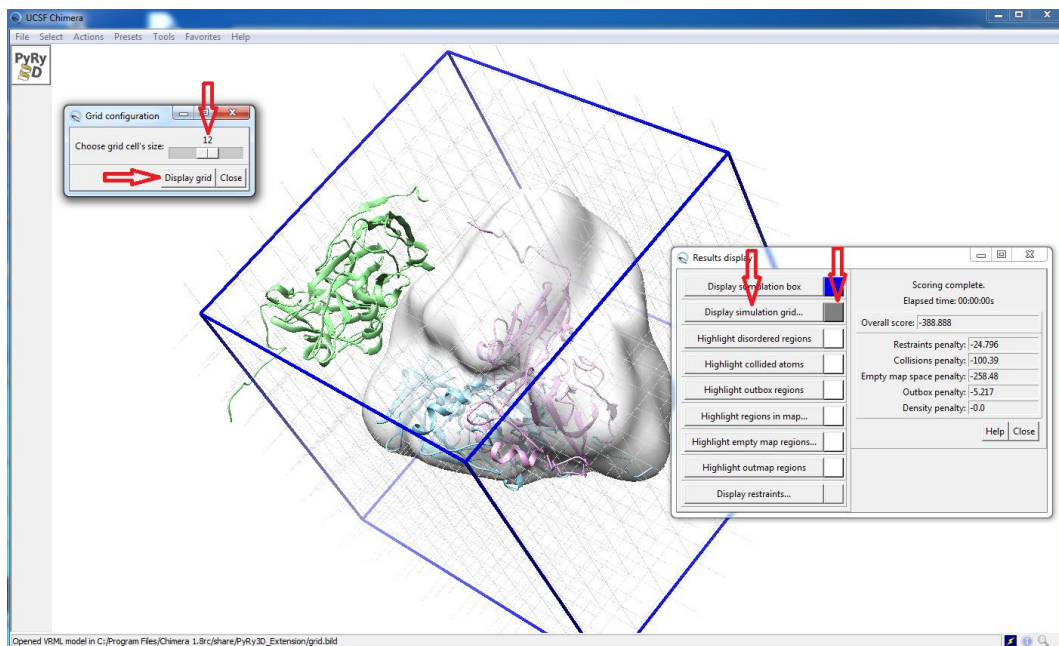 UCSF Chimera
File Select Actions Presets Tools Favorites Help
PyRy
3D
Grid configuration
12
Choose grid cell's size:
Display grid Close
Results display
Display simulation box
Display simulation grid...
Highlight disordered regions
Highlight collided atoms
Highlight outbox regions
Highlight regions in map...
Highlight empty map regions...
Highlight outmap regions
Display restraints...
Scoring complete.
Elapsed time: 00:00:00s
Overall score: -388.888
Restraints penalty: -24.796
Collisions penalty: -100.39
Empty map space penalty: -258.48
Outbox penalty: -5.217
Density penalty: -0.0
Help Close
Opened VRML model in C:/Program Files/Chimera 1.8rc/share/PyRy3D_Extension/grid.bild